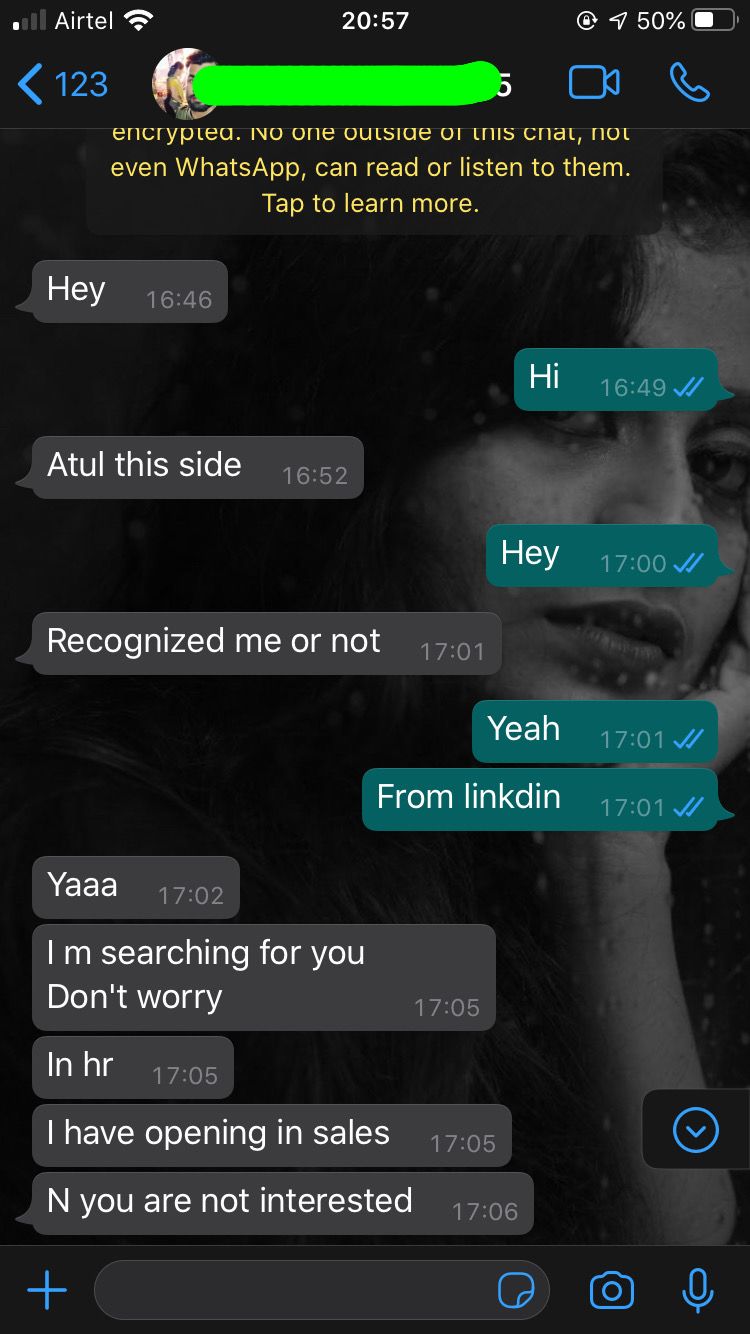 Airtel 20:57 50%
123 5
encrypted. No one outside of this chat, not
even WhatsApp, can read or listen to them.
Tap to learn more.
Hey 16:46
Hi 16:49
Atul this side 16:52
Hey 17:00
Recognized me or not 17:01
Yeah 17:01
From linkdin 17:01
Yaaa 17:02
I m searching for you
Don't worry 17:05
In hr 17:05
I have opening in sales 17:05
N you are not interested 17:06